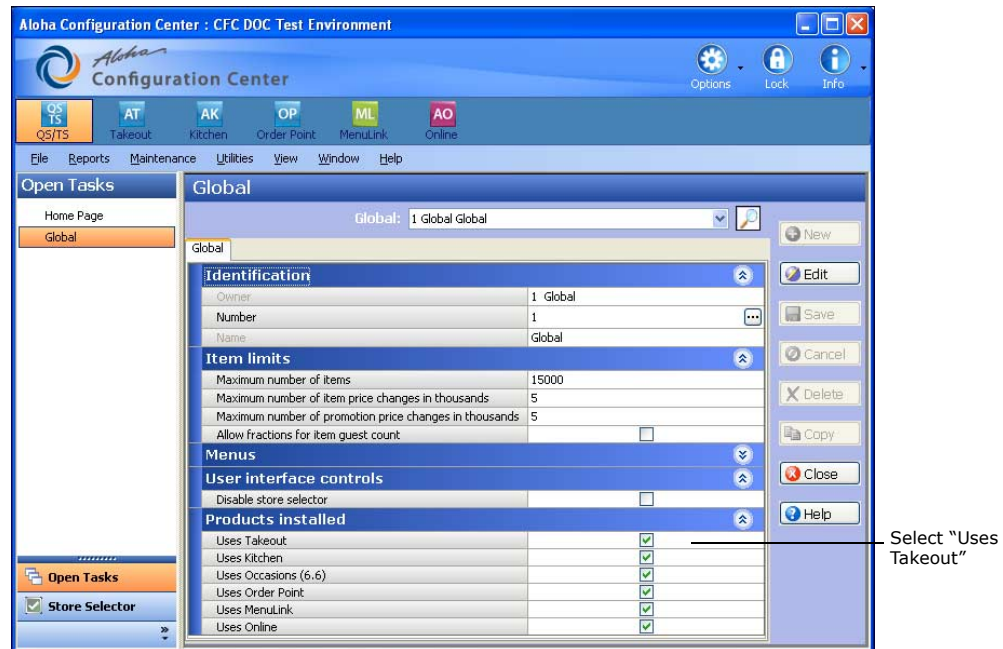 Aloha Configuration Center : CFC DOC Test Environment
Aloha
Configuration Center
Options
Lock
Info
QS TS
AT
AK
OP
ML
AO
QS/TS
Takeout
Kitchen
Order Point
MenuLink
Online
File Reports Maintenance Utilities View Window Help
Open Tasks
Home Page
Global
Open Tasks
Store Selector
Global
Global: 1 Global Global
Global
Identification
Owner 1 Global
Number 1
Name Global
Item limits
Maximum number of items 15000
Maximum number of item price changes in thousands 5
Maximum number of promotion price changes in thousands 5
Allow fractions for item guest count
Menus
User interface controls
Disable store selector
Products installed
Uses Takeout
Uses Kitchen
Uses Occasions (6.6)
Uses Order Point
Uses MenuLink
Uses Online
New
Edit
Save
Cancel
Delete
Copy
Close
Help
Select “Uses
Takeout”